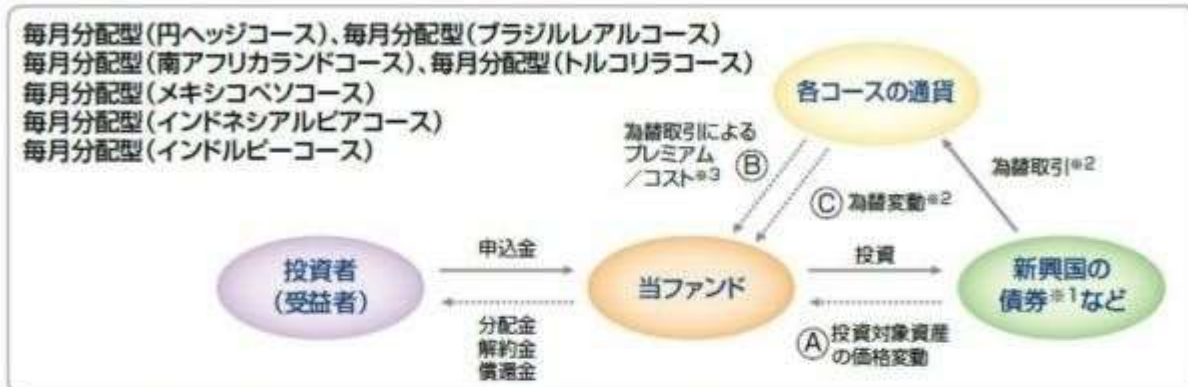 毎月分配型(円ヘッジコース)、毎月分配型(ブラジルレアルコース)
毎月分配型(南アフリカランドコース)、毎月分配型(トルコリラコース)
毎月分配型(メキシコペソコース)
毎月分配型(インドネシアルピアコース)
毎月分配型(インドルピーコース)
各コースの通貨
為替取引による
プレミアム
/コスト※3
Ⓑ
為替取引※2
Ⓒ 為替変動※2
投資者
(受益者)
申込金
分配金
解約金
償還金
当ファンド
投資
Ⓐ 投資対象資産
の価格変動
新興国の
債券※1など